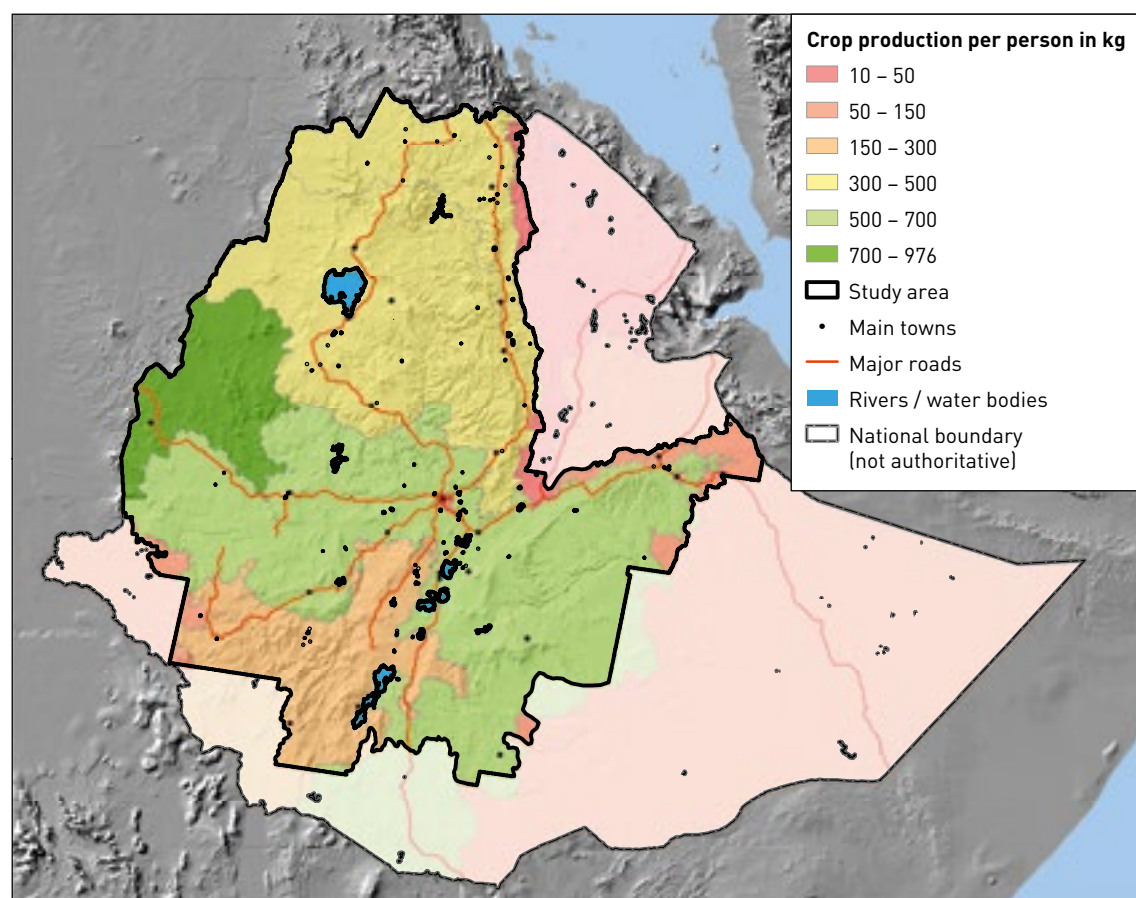 Crop production per person in kg
10 – 50
50 – 150
150 – 300
300 – 500
500 – 700
700 – 976
Study area
Main towns
Major roads
Rivers / water bodies
National boundary
(not authoritative)